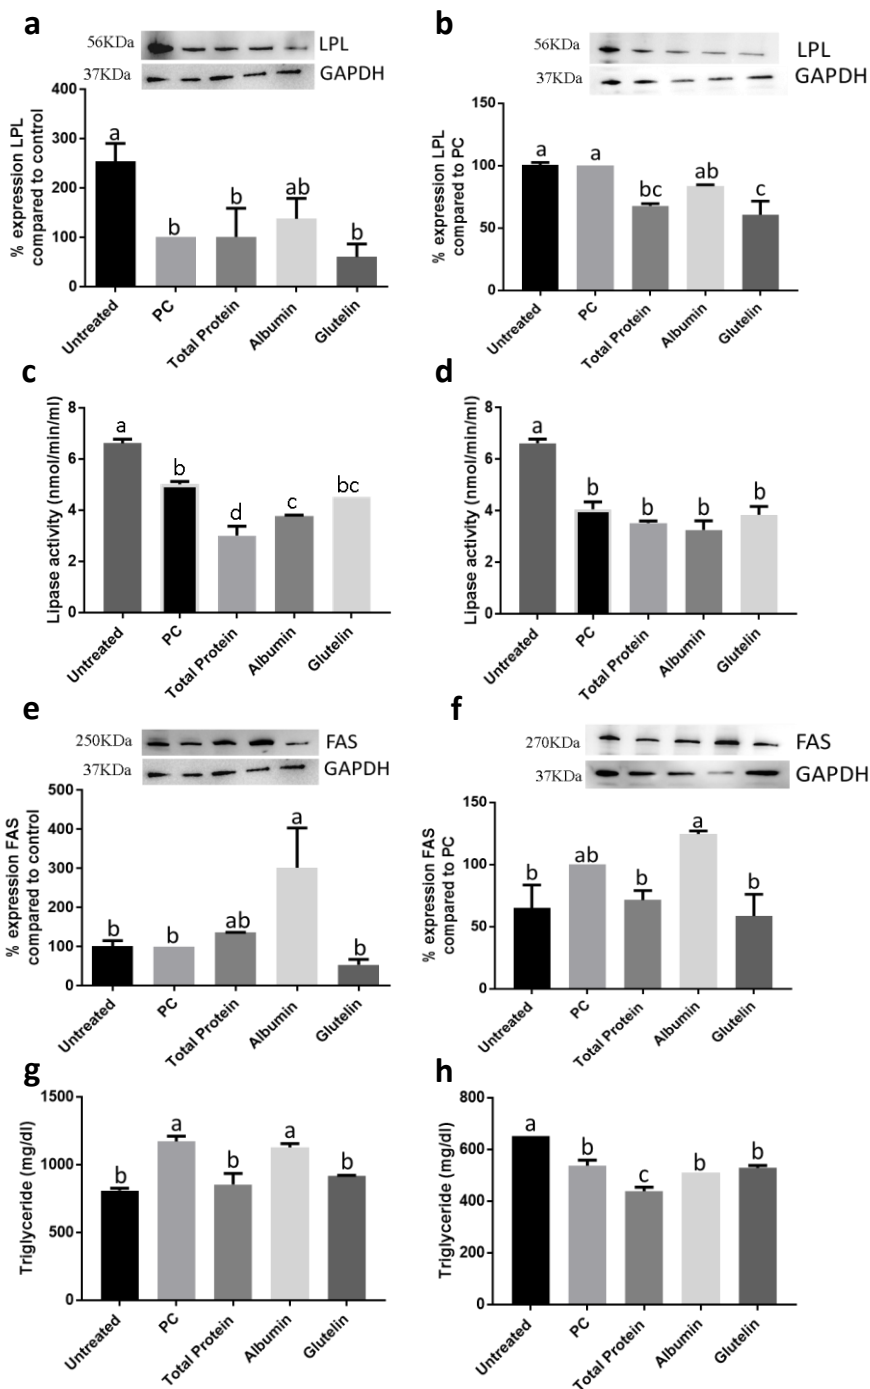 a
56KDa LPL
37KDa GAPDH
% expression LPL
compared to control
400
300
200
100
0
a
b
b
ab
b
Untreated
PC
Total Protein
Albumin
Glutelin
b
56KDa LPL
37KDa GAPDH
% expression LPL
compared to PC
150
100
50
0
a
a
bc
ab
c
Untreated
PC
Total Protein
Albumin
Glutelin
c
Lipase activity (nmol/min/ml)
8
6
4
2
0
a
b
d
c
bc
Untreated
PC
Total Protein
Albumin
Glutelin
d
Lipase activity (nmol/min/ml)
8
6
4
2
0
a
b
b
b
b
Untreated
PC
Total Protein
Albumin
Glutelin
e
250KDa FAS
37KDa GAPDH
% expression FAS
compared to control
500
400
300
200
100
0
b
b
ab
a
b
Untreated
PC
Total Protein
Albumin
Glutelin
f
270KDa FAS
37KDa GAPDH
% expression FAS
compared to PC
150
100
50
0
b
ab
b
a
b
Untreated
PC
Total Protein
Albumin
Glutelin
g
Triglyceride (mg/dl)
1500
1000
500
0
b
a
b
a
b
Untreated
PC
Total Protein
Albumin
Glutelin
h
Triglyceride (mg/dl)
800
600
400
200
0
a
b
c
b
b
Untreated
PC
Total Protein
Albumin
Glutelin